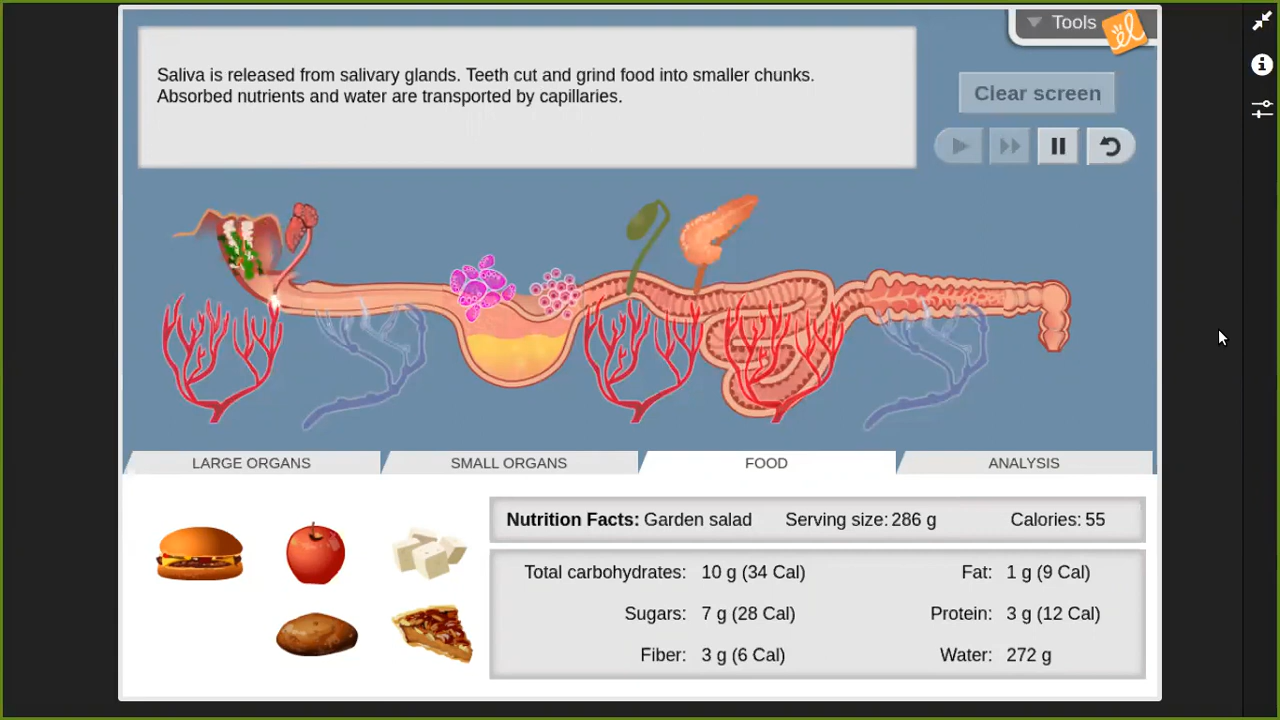 Tools
Saliva is released from salivary glands. Teeth cut and grind food into smaller chunks.
Absorbed nutrients and water are transported by capillaries.
Clear screen
LARGE ORGANS SMALL ORGANS FOOD ANALYSIS
Nutrition Facts: Garden salad Serving size: 286 g Calories: 55
Total carbohydrates: 10 g (34 Cal) Fat: 1 g (9 Cal)
Sugars: 7 g (28 Cal) Protein: 3 g (12 Cal)
Fiber: 3 g (6 Cal) Water: 272 g